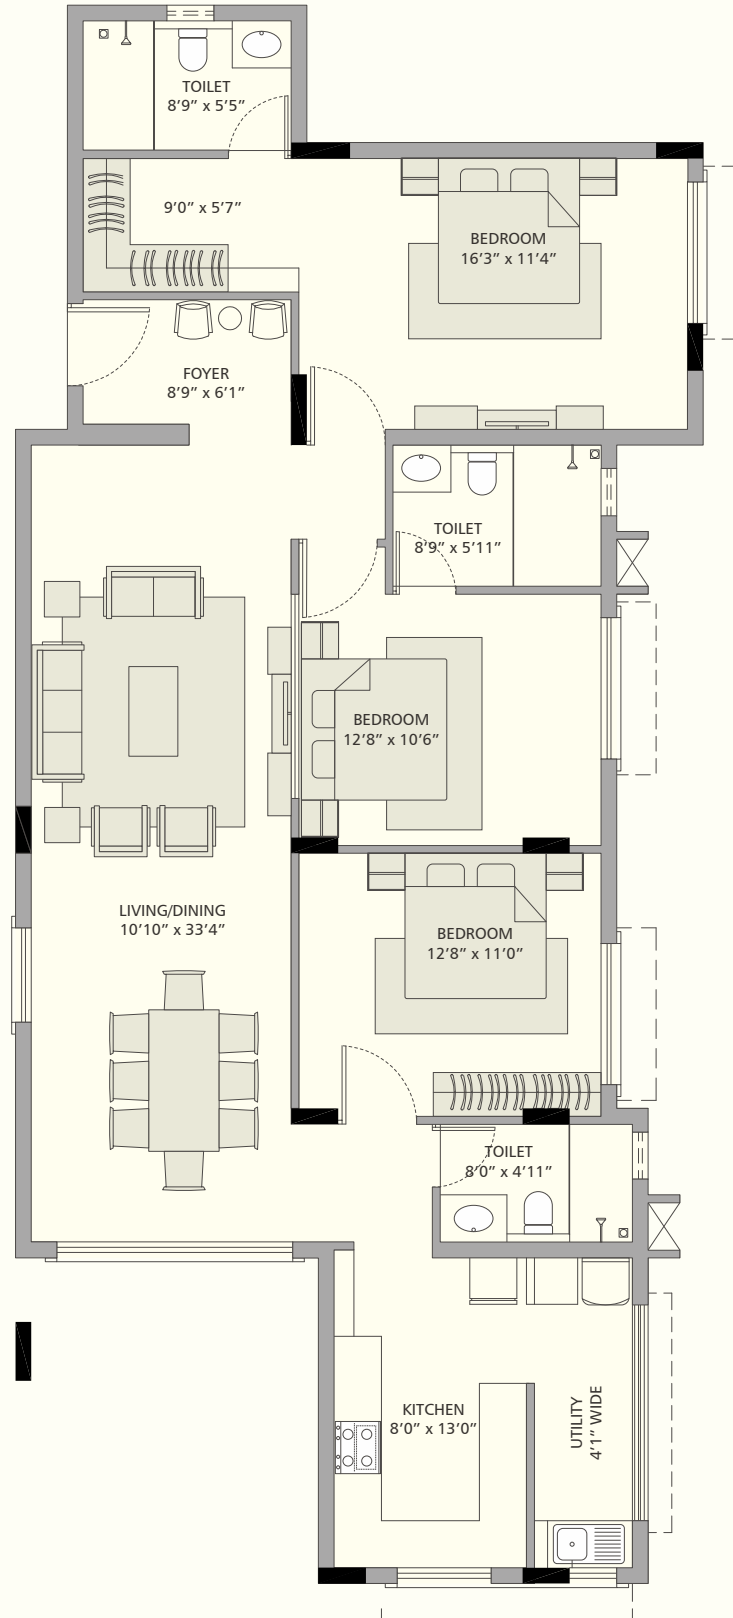 TOILET
8’9” x 5’5”
9’0” x 5’7”
BEDROOM
16’3” x 11’4”
FOYER
8’9” x 6’1”
TOILET
8’9” x 5’11”
BEDROOM
12’8” x 10’6”
LIVING/DINING
10’10” x 33’4”
BEDROOM
12’8” x 11’0”
TOILET
8’0” x 4’11”
KITCHEN
8’0” x 13’0”
UTILITY
4’1” WIDE